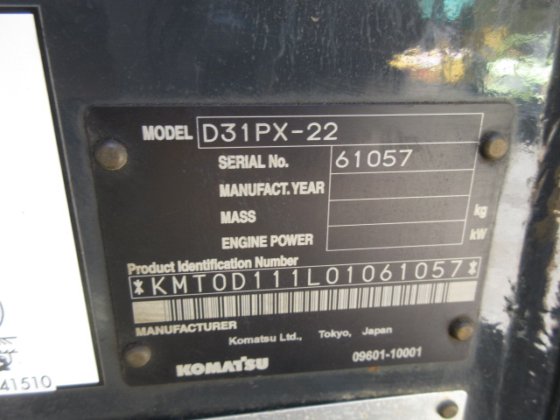 MODEL D31PX-22
SERIAL No. 61057
MANUFACT. YEAR
MASS kg
ENGINE POWER kW
Product Identification Number
*KMT0D111L01061057*
MANUFACTURER
Komatsu Ltd., Tokyo, Japan
KOMATSU 09601-10001
41510